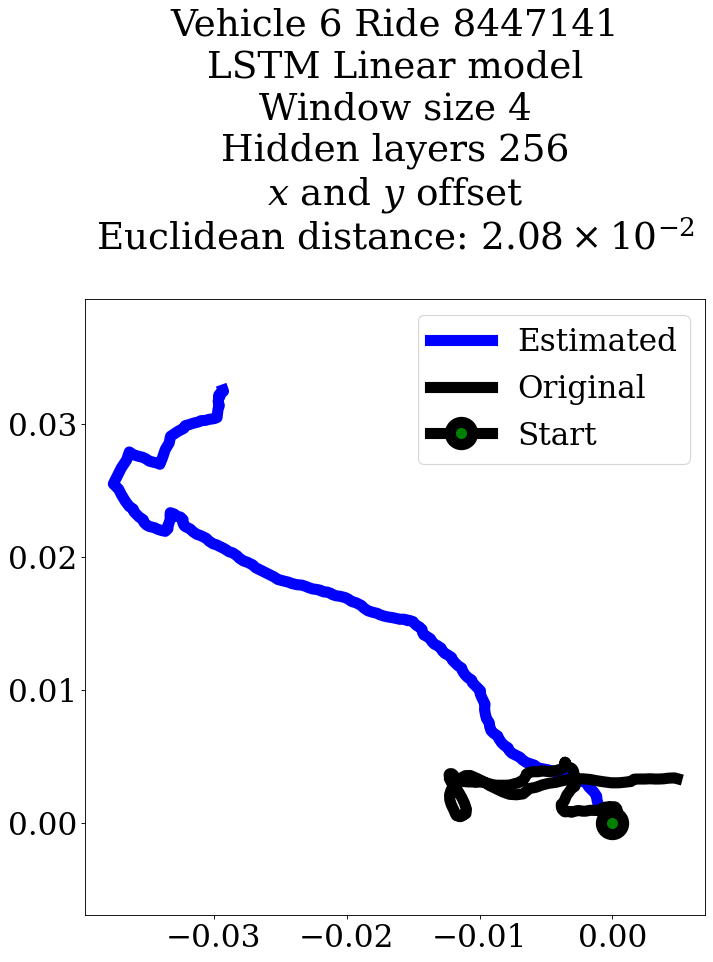 Vehicle 6 Ride 8447141
LSTM Linear model
Window size 4
Hidden layers 256
x and y offset
Euclidean distance: 2.08 × 10⁻²
Estimated
Original
Start
0.03
0.02
0.01
0.00
−0.03
−0.02
−0.01
0.00